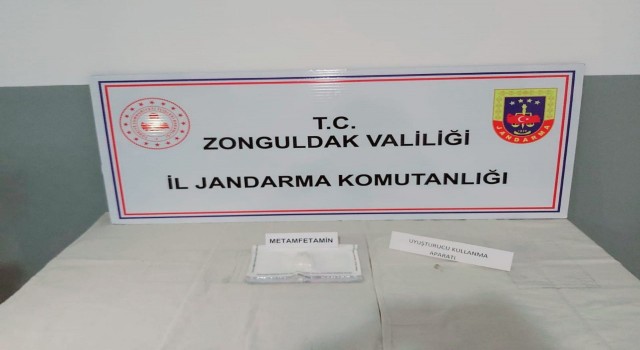 T.C.
ZONGULDAK VALİLİĞİ
İL JANDARMA KOMUTANLIĞI
JANDARMA
METAMFETAMİN
UYUŞTURUCU KULLANMA
APARATI